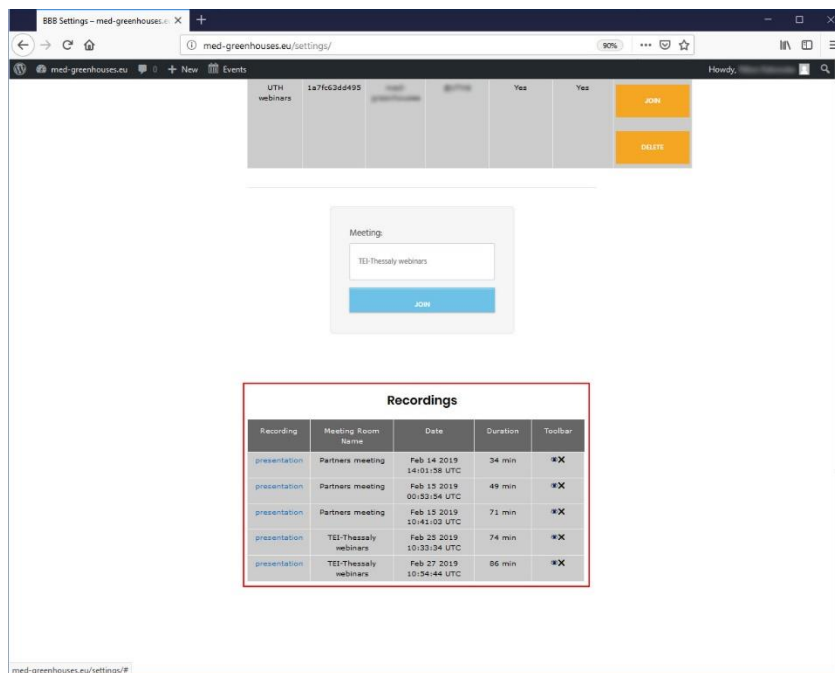 BBB Settings – med-greenhouses.e
med-greenhouses.eu/settings/
90%
med-greenhouses.eu 0 + New Events
Howdy,
UTH webinars 1a7fc63dd495 Yes Yes JOIN
DELETE
Meeting:
TEI-Thessaly webinars
JOIN
Recordings
Recording Meeting Room Name Date Duration Toolbar
presentation Partners meeting Feb 14 2019 14:01:58 UTC 34 min
presentation Partners meeting Feb 15 2019 00:53:54 UTC 49 min
presentation Partners meeting Feb 15 2019 10:41:03 UTC 71 min
presentation TEI-Thessaly webinars Feb 25 2019 10:33:34 UTC 74 min
presentation TEI-Thessaly webinars Feb 27 2019 10:54:44 UTC 86 min
med-greenhouses.eu/settings/#